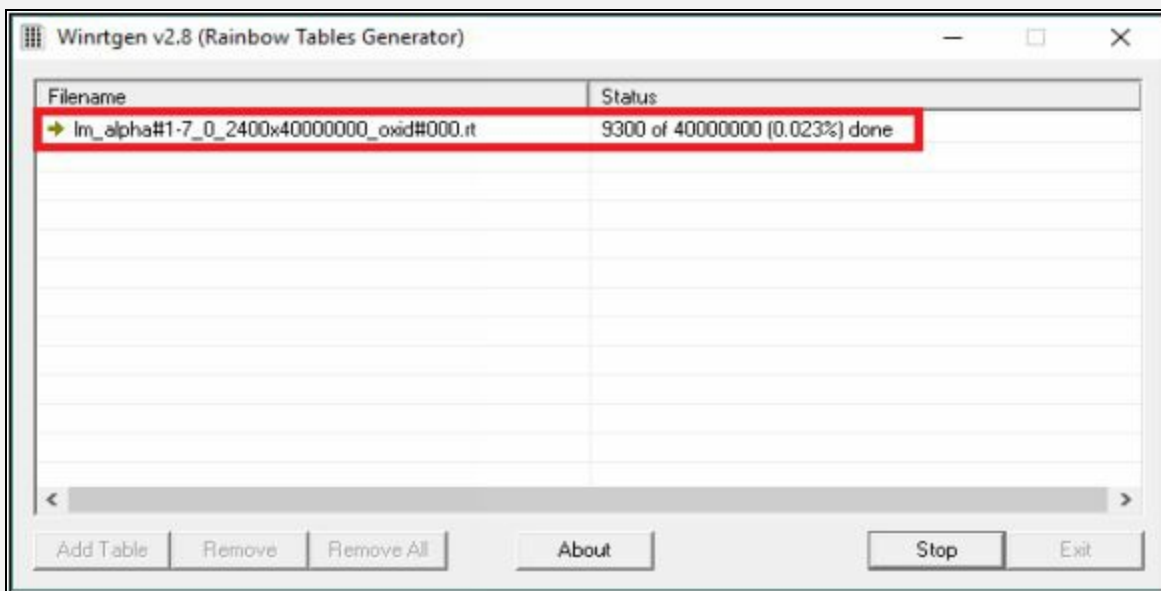 Winrtgen v2.8 (Rainbow Tables Generator)
Filename Status
lm_alpha#1-7_0_2400x40000000_oxid#000.rt 9300 of 40000000 (0.023%) done
Add Table Remove Remove All About Stop Exit